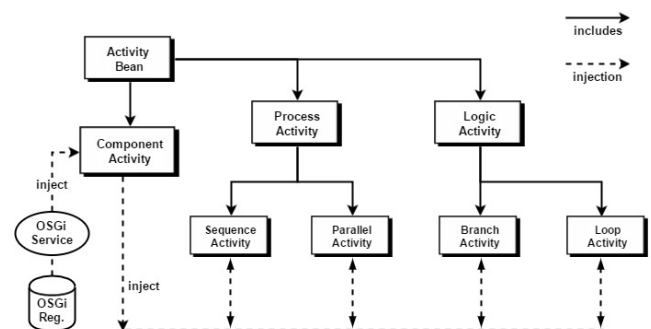 includes
injection
Activity
Bean
Process
Activity
Logic
Activity
Component
Activity
inject
OSGi
Service
Sequence
Activity
Parallel
Activity
Branch
Activity
Loop
Activity
OSGi
Reg.
inject